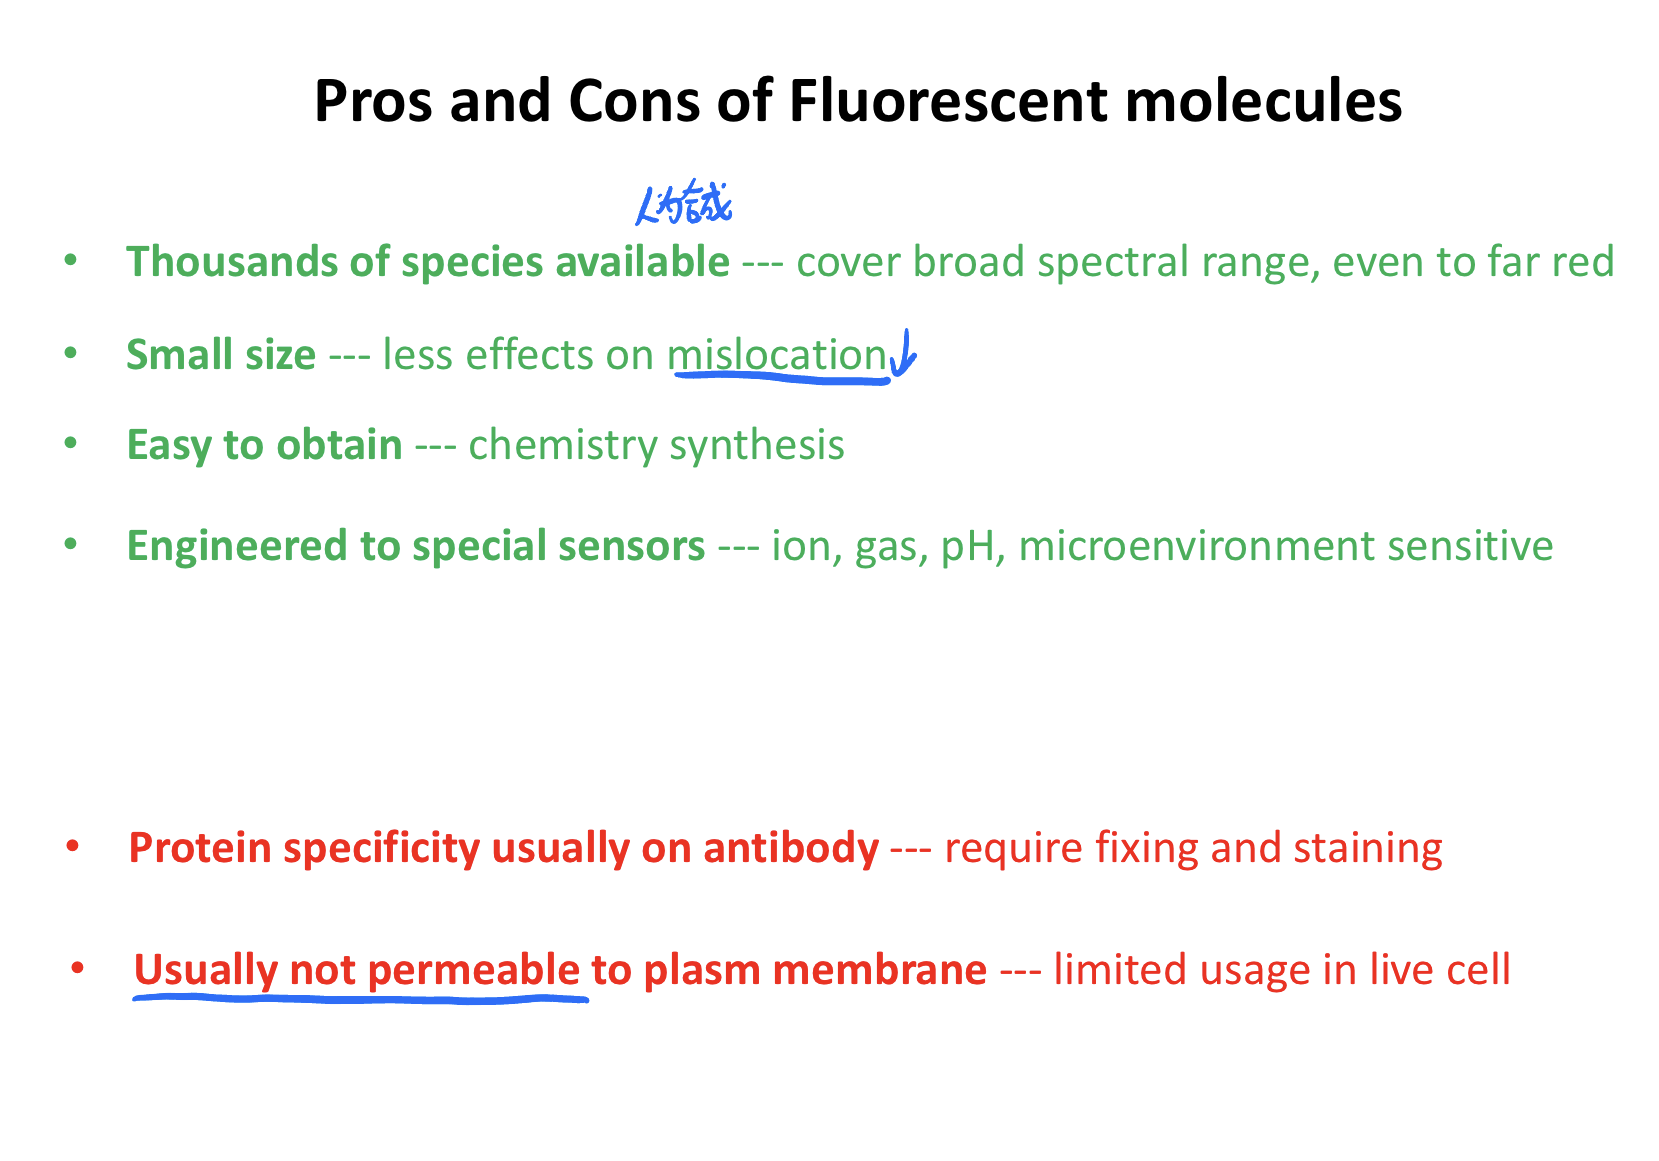 Pros and Cons of Fluorescent molecules
人为合成
• Thousands of species available --- cover broad spectral range, even to far red
• Small size --- less effects on mislocation↓
• Easy to obtain --- chemistry synthesis
• Engineered to special sensors --- ion, gas, pH, microenvironment sensitive
• Protein specificity usually on antibody --- require fixing and staining
• Usually not permeable to plasm membrane --- limited usage in live cell